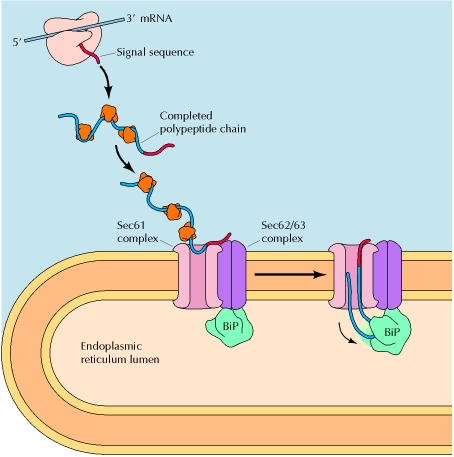 3′ mRNA
5′
Signal sequence
Completed
polypeptide chain
Sec61
complex
Sec62/63
complex
BiP
BiP
Endoplasmic
reticulum lumen